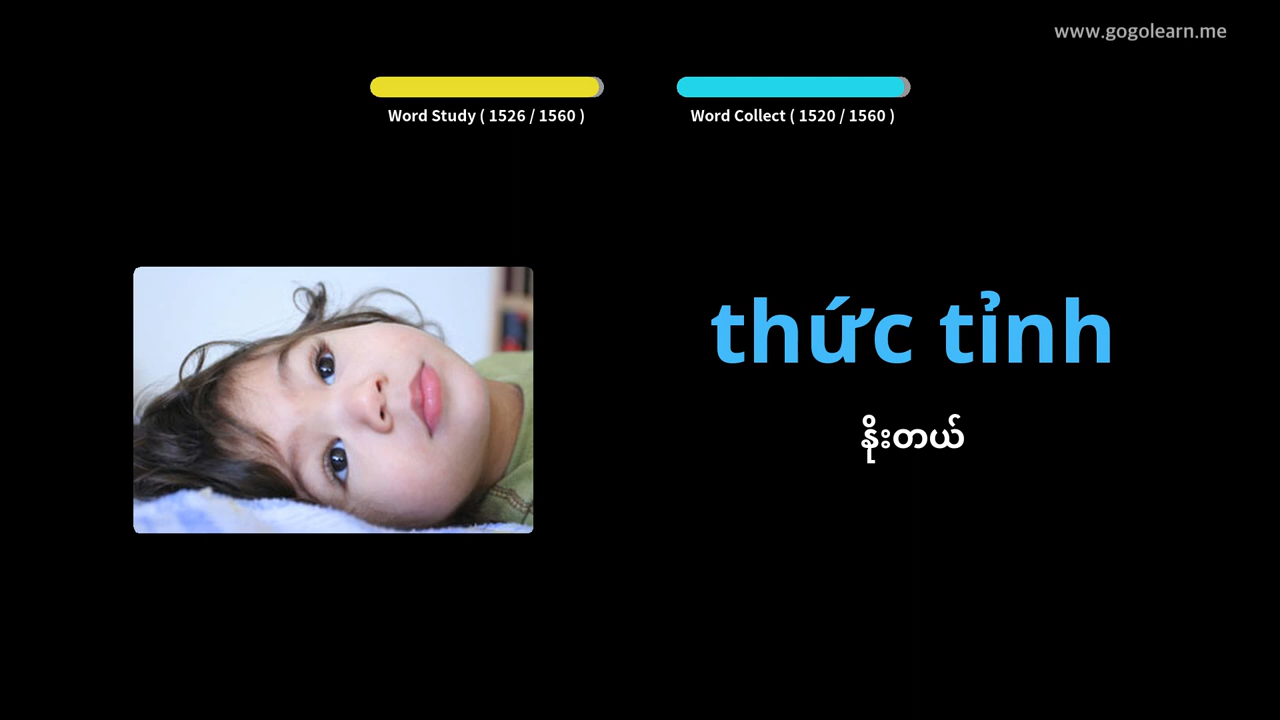 www.gogolearn.me
Word Study ( 1526 / 1560 )
Word Collect ( 1520 / 1560 )
thức tỉnh
နိုးတယ်